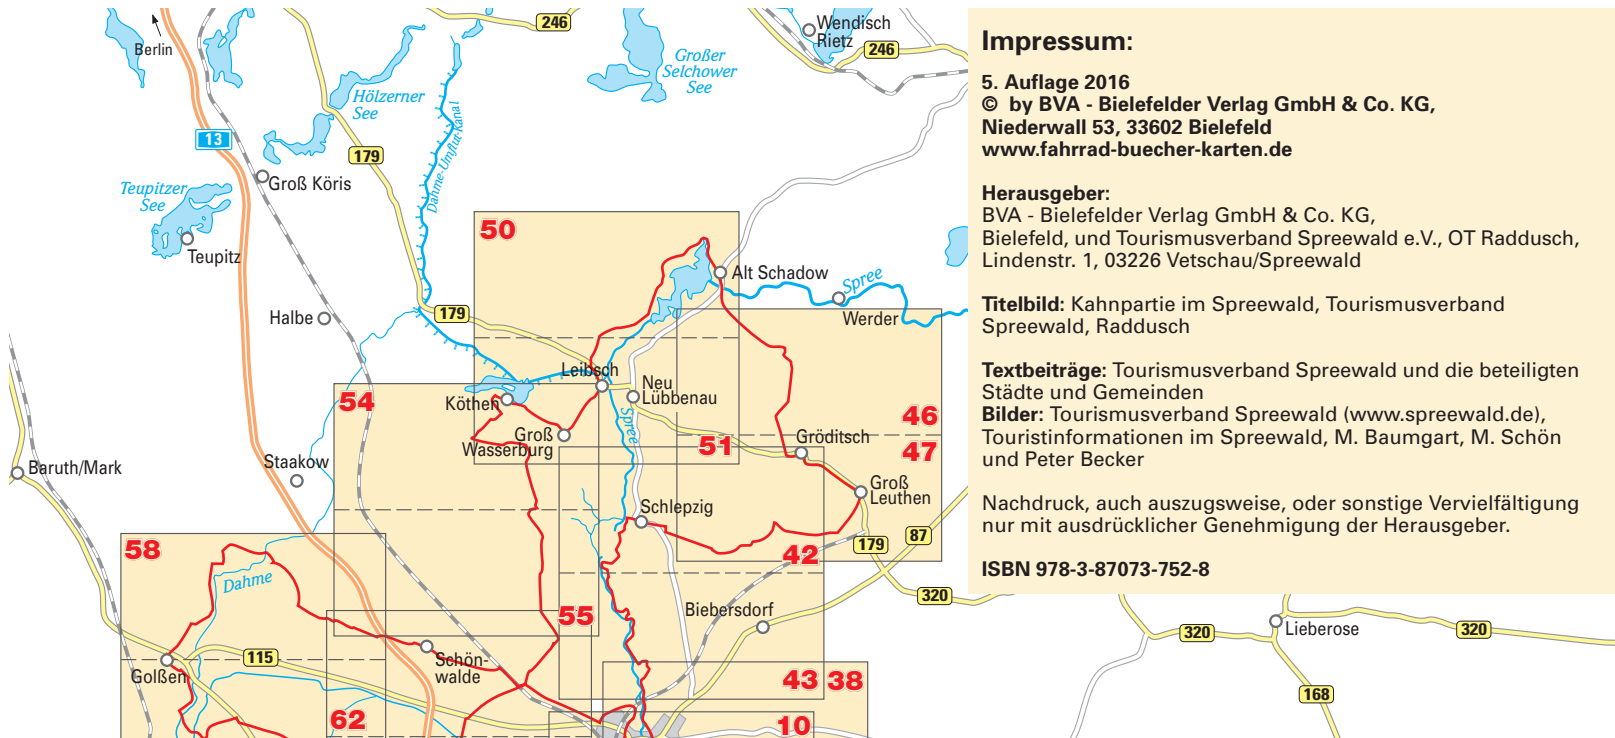 Berlin
246
Wendisch
Rietz
246
Großer
Selchower
See
Hölzerner
See
13
179
Dahme-Umflut-Kanal
Groß Köris
Teupitzer
See
Teupitz
50
Alt Schadow
Spree
Werder
Halbe
179
Leibsch
Neu
Lübbenau
Köthen
54
46
Groß
Wasserburg
Spree
51
Gröditsch
47
Baruth/Mark
Staakow
Groß
Leuthen
Schlepzig
58
42
179
87
Dahme
320
55
Biebersdorf
115
Schön-
walde
Golßen
43
38
62
10
320
Lieberose
320
168
Impressum:
5. Auflage 2016
© by BVA - Bielefelder Verlag GmbH & Co. KG,
Niederwall 53, 33602 Bielefeld
www.fahrrad-buecher-karten.de
Herausgeber:
BVA - Bielefelder Verlag GmbH & Co. KG,
Bielefeld, und Tourismusverband Spreewald e.V., OT Raddusch,
Lindenstr. 1, 03226 Vetschau/Spreewald
Titelbild: Kahnpartie im Spreewald, Tourismusverband
Spreewald, Raddusch
Textbeiträge: Tourismusverband Spreewald und die beteiligten
Städte und Gemeinden
Bilder: Tourismusverband Spreewald (www.spreewald.de),
Touristinformationen im Spreewald, M. Baumgart, M. Schön
und Peter Becker
Nachdruck, auch auszugsweise, oder sonstige Vervielfältigung
nur mit ausdrücklicher Genehmigung der Herausgeber.
ISBN 978-3-87073-752-8